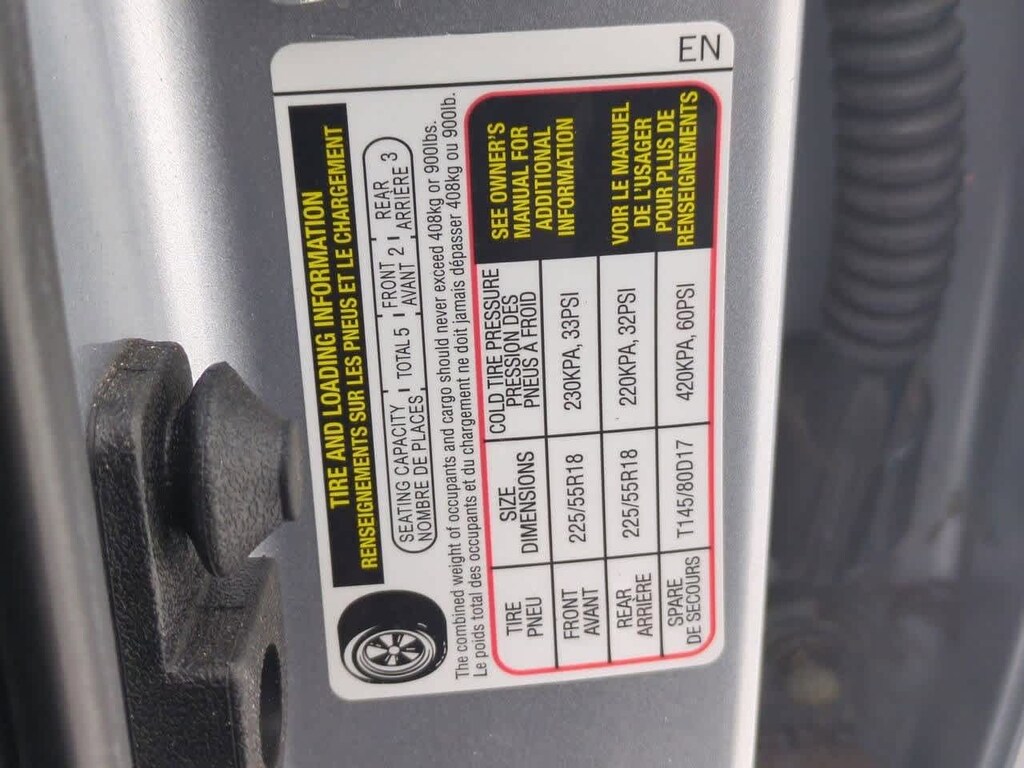 EN
TIRE AND LOADING INFORMATION
RENSEIGNEMENTS SUR LES PNEUS ET LE CHARGEMENT
SEATING CAPACITY
NOMBRE DE PLACES
TOTAL 5
FRONT
AVANT 2
REAR
ARRIÈRE 3
The combined weight of occupants and cargo should never exceed 408kg or 900lbs.
Le poids total des occupants et du chargement ne doit jamais dépasser 408kg ou 900lb.
TIRE
PNEU
SIZE
DIMENSIONS
COLD TIRE PRESSURE
PRESSION DES
PNEUS À FROID
FRONT
AVANT
225/55R18
230KPA, 33PSI
REAR
ARRIÈRE
225/55R18
220KPA, 32PSI
SPARE
DE SECOURS
T145/80D17
420KPA, 60PSI
SEE OWNER'S
MANUAL FOR
ADDITIONAL
INFORMATION
VOIR LE MANUEL
DE L'USAGER
POUR PLUS DE
RENSEIGNEMENTS